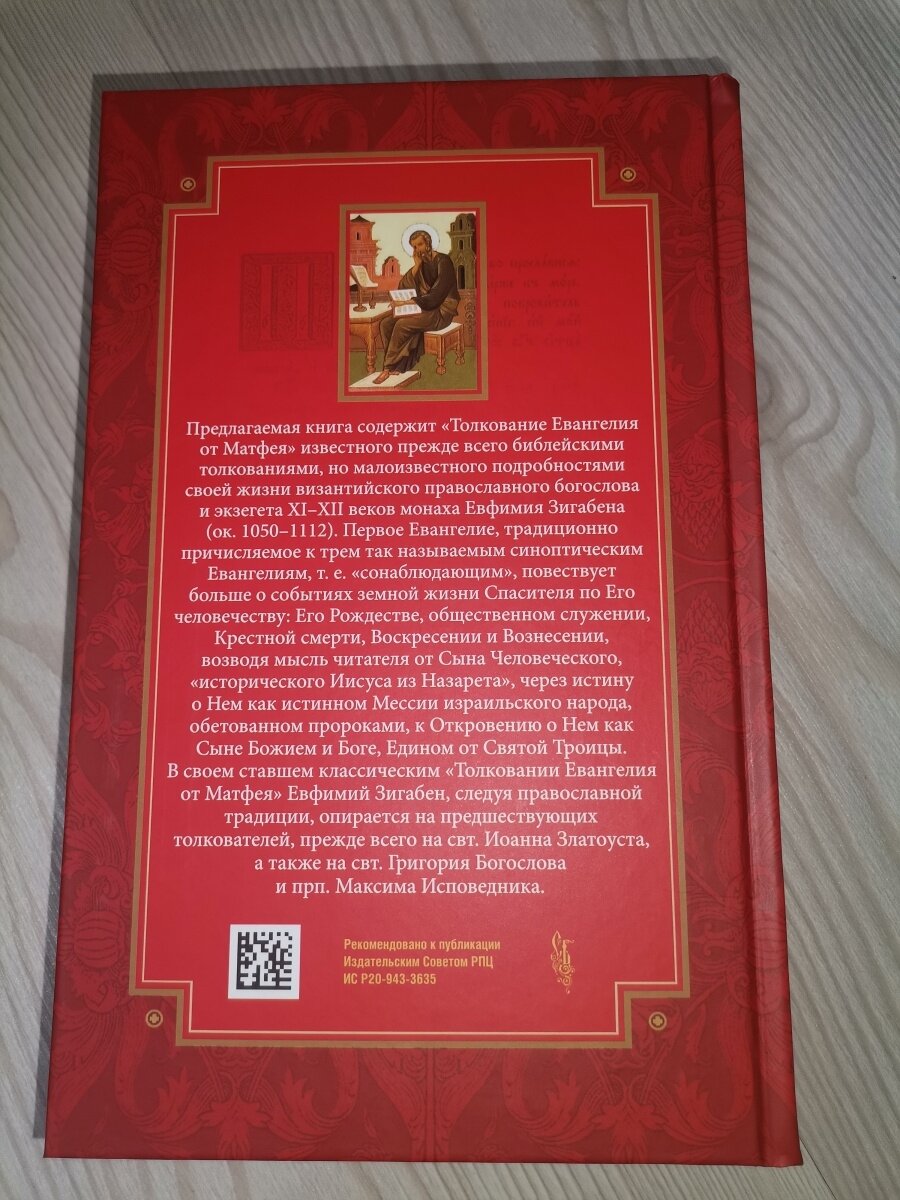 Предлагаемая книга содержит «Толкование Евангелия
от Матфея» известного прежде всего библейскими
толкованиями, но малоизвестного подробностями
своей жизни византийского православного богослова
и экзегета XI–XII веков монаха Евфимия Зигабена
(ок. 1050–1112). Первое Евангелие, традиционно
причисляемое к трем так называемым синоптическим
Евангелиям, т. е. «сонаблюдающим», повествует
больше о событиях земной жизни Спасителя по Его
человечеству: Его Рождестве, общественном служении,
Крестной смерти, Воскресении и Вознесении,
возводя мысль читателя от Сына Человеческого,
«исторического Иисуса из Назарета», через истину
о Нем как истинном Мессии израильского народа,
обетованном пророками, к Откровению о Нем как
Сыне Божием и Боге, Едином от Святой Троицы.
В своем ставшем классическим «Толковании Евангелия
от Матфея» Евфимий Зигабен, следуя православной
традиции, опирается на предшествующих
толкователей, прежде всего на свт. Иоанна Златоуста,
а также на свт. Григория Богослова
и прп. Максима Исповедника.
Рекомендовано к публикации
Издательским Советом РПЦ
ИС Р20-943-3635